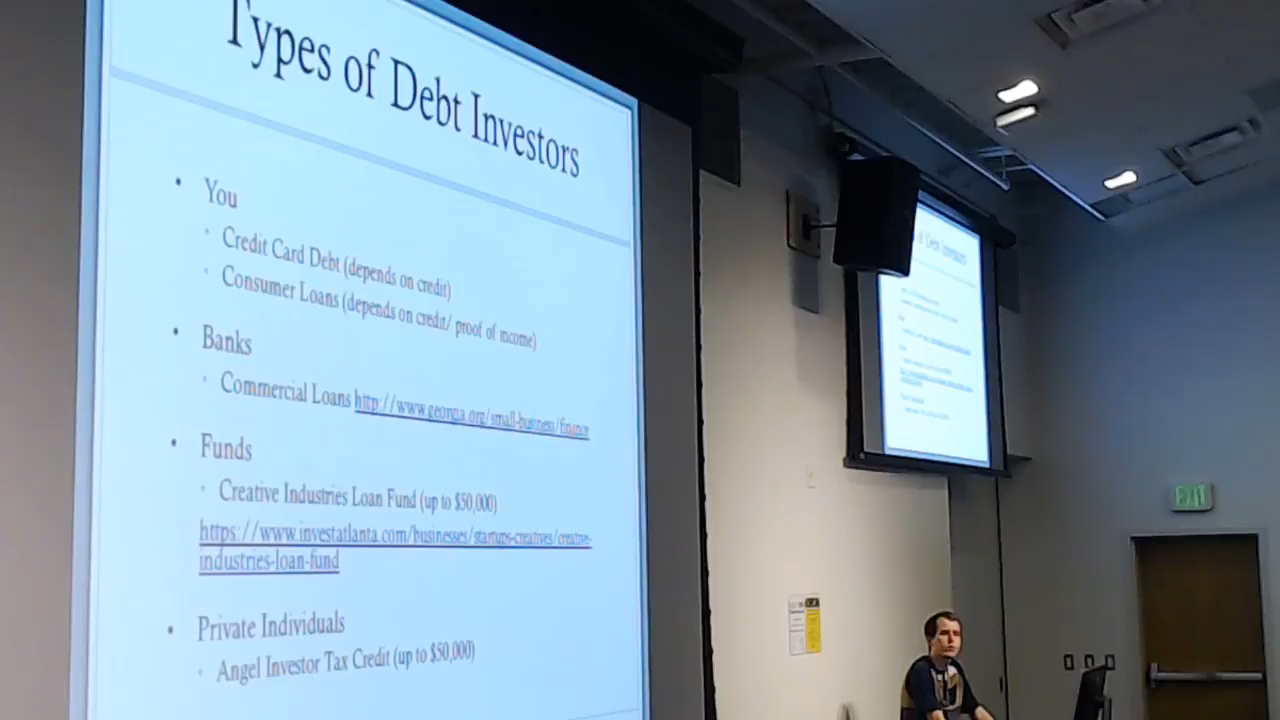 Types of Debt Investors
• You
• Credit Card Debt (depends on credit)
• Consumer Loans (depends on credit/ proof of income)
• Banks
• Commercial Loans http://www.georgia.org/small-business/finance
• Funds
• Creative Industries Loan Fund (up to $50,000)
https://www.investatlanta.com/businesses/startups-creatives/creative-
industries-loan-fund
• Private Individuals
• Angel Investor Tax Credit (up to $50,000)
Debt Investors
EXIT